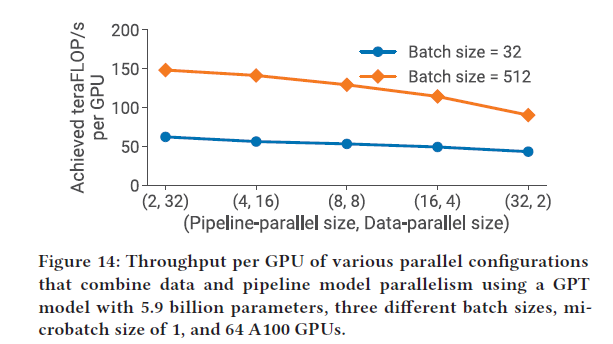 Achieved teraFLOP/s
per GPU
200
150
100
50
0
Batch size = 32
Batch size = 512
(2, 32) (4, 16) (8, 8) (16, 4) (32, 2)
(Pipeline-parallel size, Data-parallel size)
Figure 14: Throughput per GPU of various parallel configurations
that combine data and pipeline model parallelism using a GPT
model with 5.9 billion parameters, three different batch sizes, mi-
crobatch size of 1, and 64 A100 GPUs.